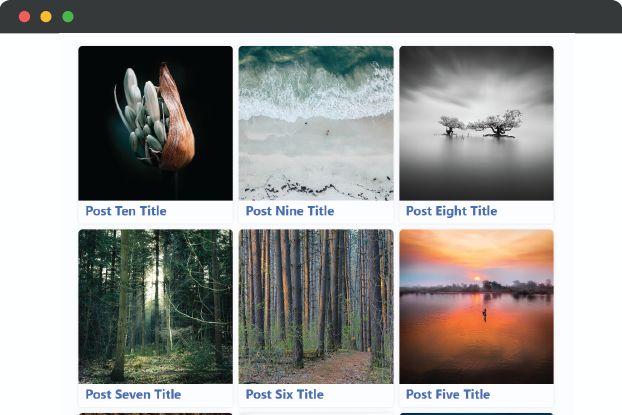 Post Ten Title
Post Nine Title
Post Eight Title
Post Seven Title
Post Six Title
Post Five Title